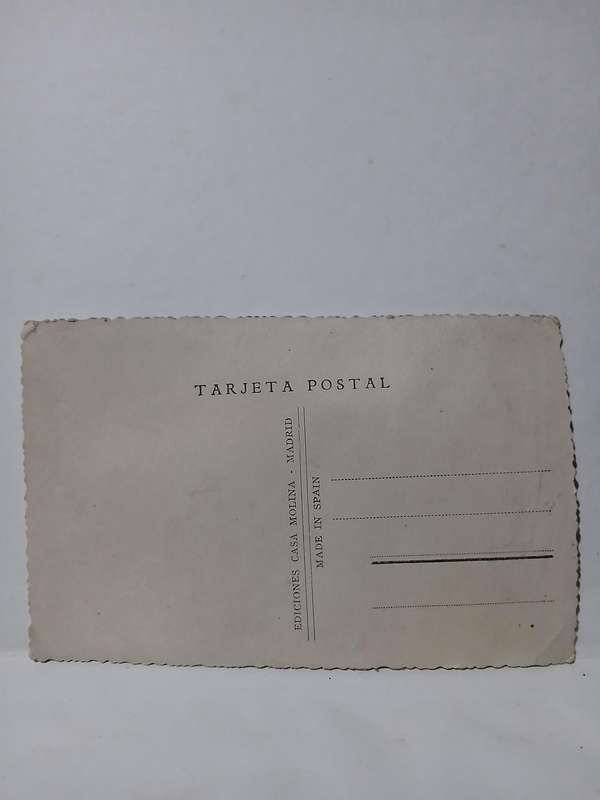 TARJETA POSTAL
EDICIONES CASA MOLINA · MADRID
MADE IN SPAIN